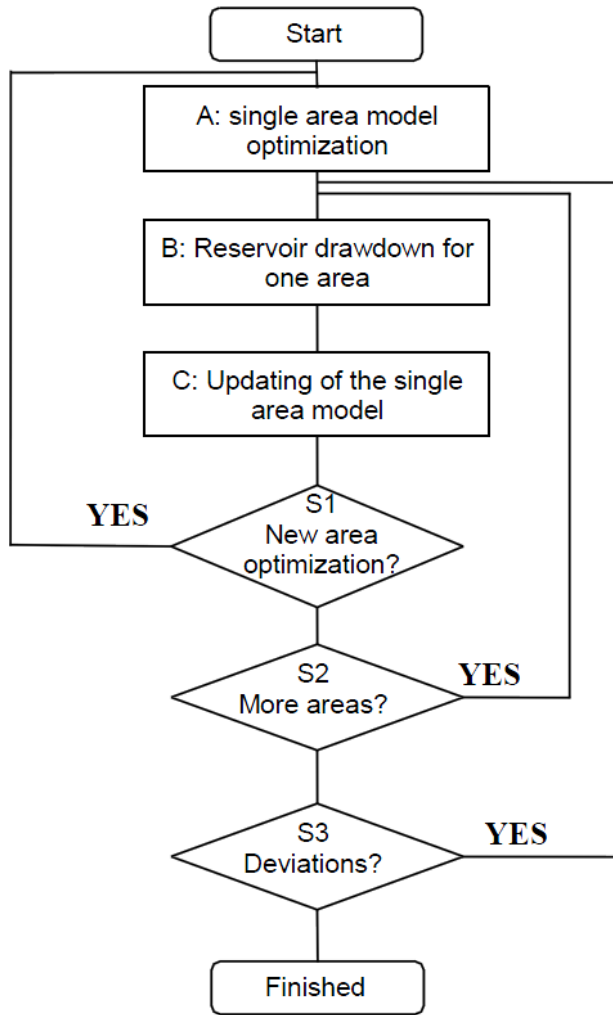 Start
A: single area model
optimization
B: Reservoir drawdown for
one area
C: Updating of the single
area model
S1
YES
New area
optimization?
S2
YES
More areas?
S3
YES
Deviations?
Finished